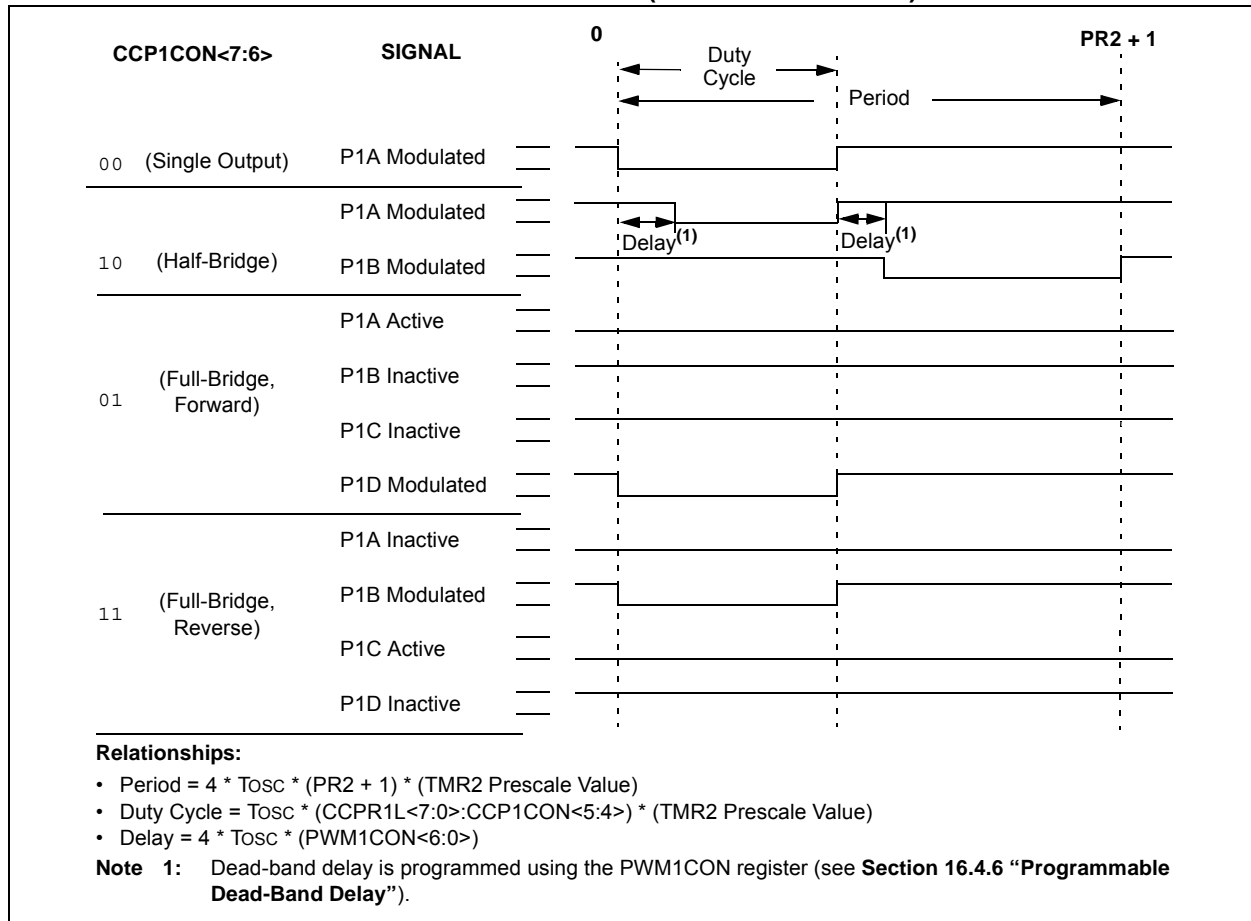 CCP1CON<7:6> SIGNAL 0 PR2 + 1
Duty
Cycle
Period
00 (Single Output) P1A Modulated
P1A Modulated
Delay(1) Delay(1)
10 (Half-Bridge) P1B Modulated
P1A Active
P1B Inactive
01 (Full-Bridge,
Forward)
P1C Inactive
P1D Modulated
P1A Inactive
P1B Modulated
11 (Full-Bridge,
Reverse)
P1C Active
P1D Inactive
Relationships:
• Period = 4 * TOSC * (PR2 + 1) * (TMR2 Prescale Value)
• Duty Cycle = TOSC * (CCPR1L<7:0>:CCP1CON<5:4>) * (TMR2 Prescale Value)
• Delay = 4 * TOSC * (PWM1CON<6:0>)
Note 1: Dead-band delay is programmed using the PWM1CON register (see Section 16.4.6 “Programmable
Dead-Band Delay”).